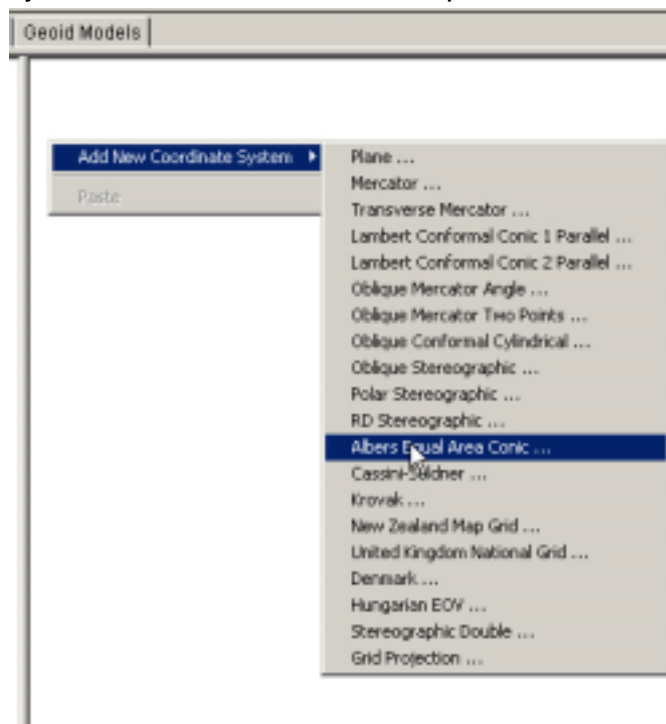 Geoid Models
Add New Coordinate System
Paste
Plane ...
Mercator ...
Transverse Mercator ...
Lambert Conformal Conic 1 Parallel ...
Lambert Conformal Conic 2 Parallel ...
Oblique Mercator Angle ...
Oblique Mercator Two Points ...
Oblique Conformal Cylindrical ...
Oblique Stereographic ...
Polar Stereographic ...
RD Stereographic ...
Albers Equal Area Conic ...
Cassini-Soldner ...
Krovak ...
New Zealand Map Grid ...
United Kingdom National Grid ...
Denmark ...
Hungarian EOV ...
Stereographic Double ...
Grid Projection ...